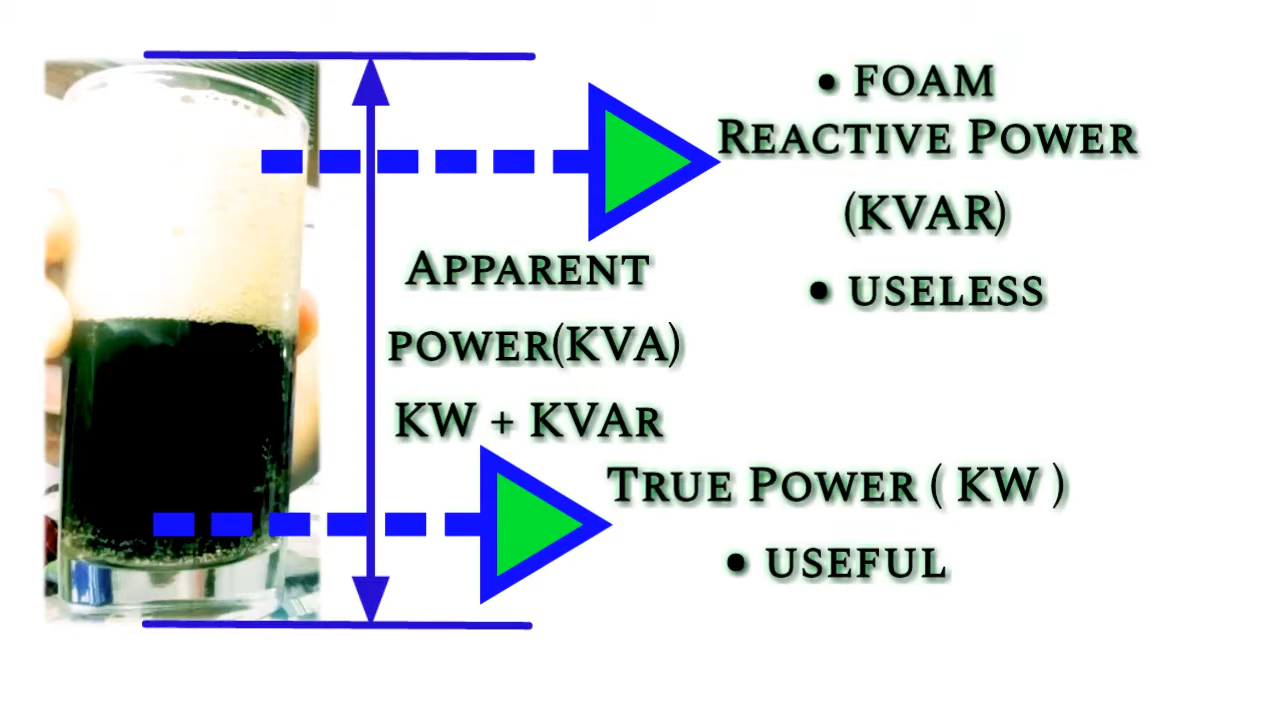 • FOAM
REACTIVE POWER
(KVAR)
• USELESS
APPARENT
POWER(KVA)
KW + KVAR
TRUE POWER ( KW )
• USEFUL